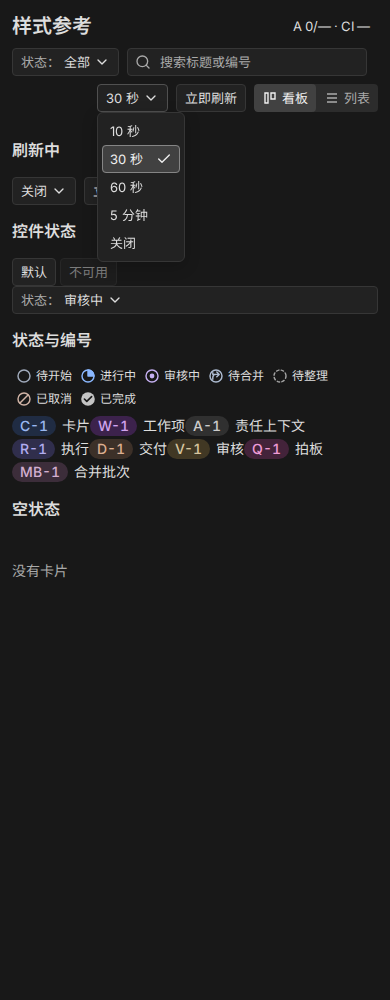 样式参考 A 0/— · CI —
状态： 全部 搜索标题或编号
30 秒 立即刷新 看板 列表
10 秒
刷新中
30 秒
关闭
60 秒
5 分钟
控件状态
关闭
默认 不可用
状态： 审核中
状态与编号
待开始 进行中 审核中 待合并 待整理
已取消 已完成
C-1 卡片 W-1 工作项 A-1 责任上下文
R-1 执行 D-1 交付 V-1 审核 Q-1 拍板
MB-1 合并批次
空状态
没有卡片